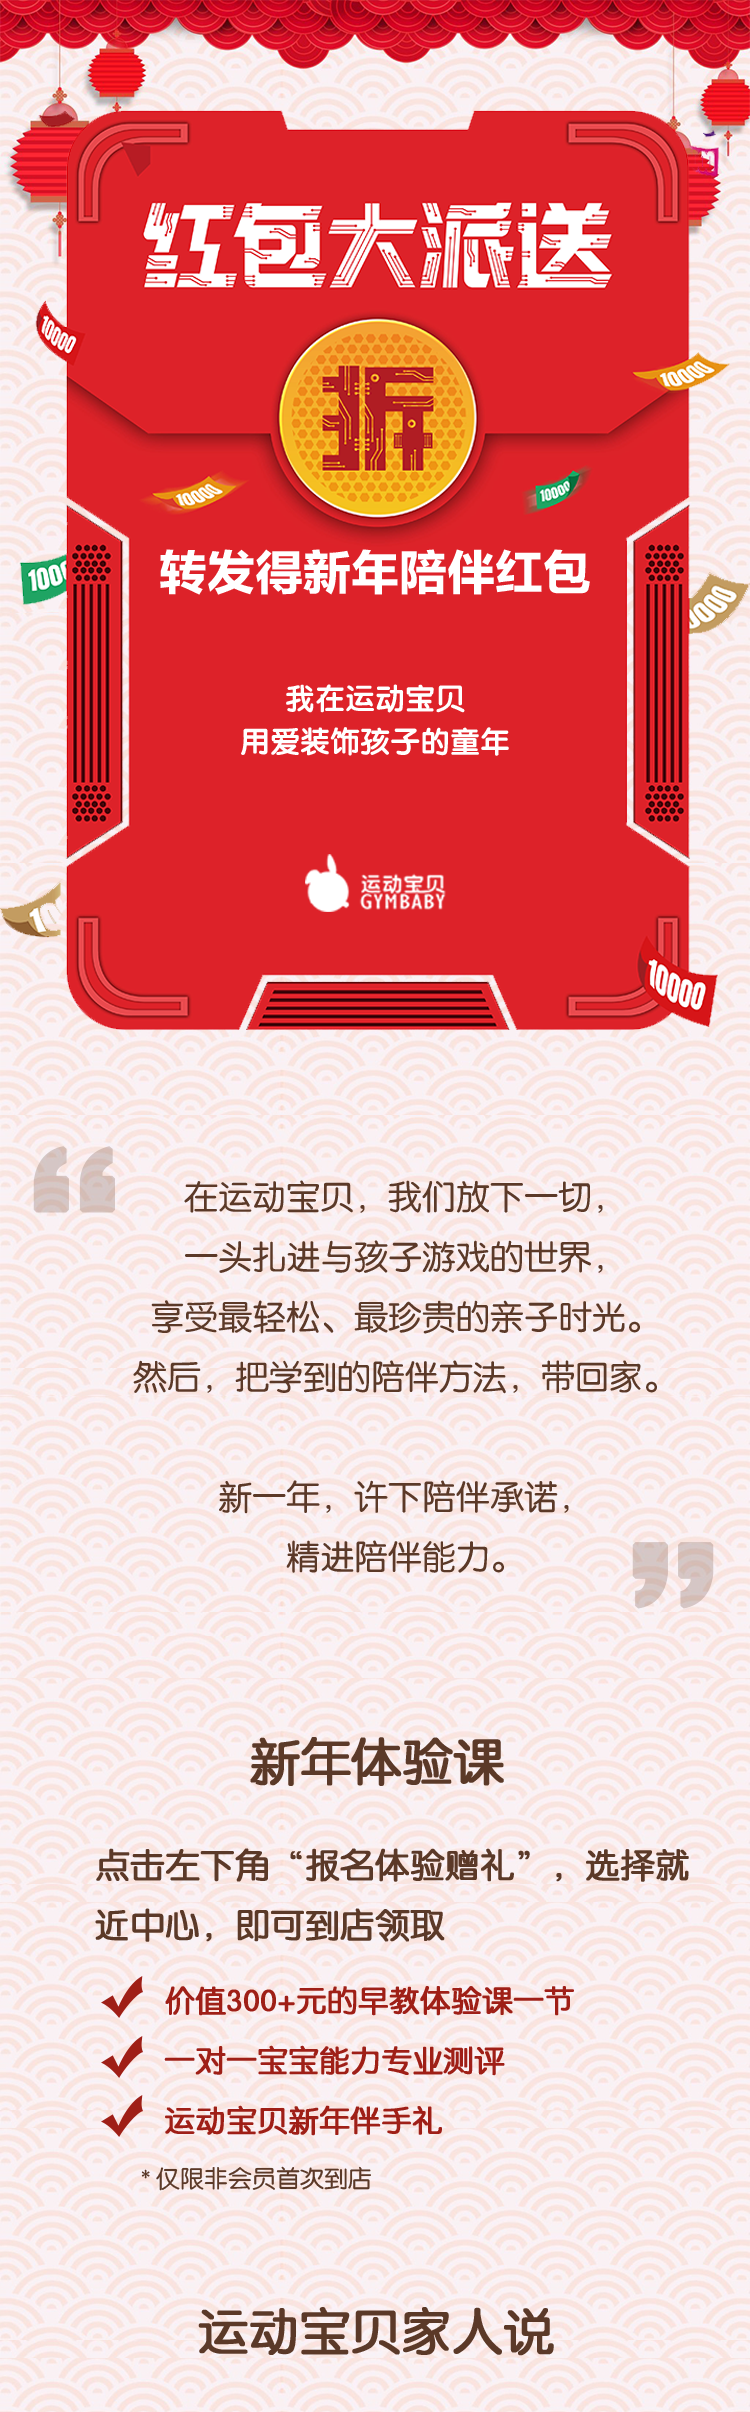 红包大派送
10000
10000
拆
10000
10000
转发得新年陪伴红包
我在运动宝贝
用爱装饰孩子的童年
运动宝贝
GYMBABY
10000
在运动宝贝，我们放下一切，
一头扎进与孩子游戏的世界，
享受最轻松、最珍贵的亲子时光。
然后，把学到的陪伴方法，带回家。
新一年，许下陪伴承诺，
精进陪伴能力。
新年体验课
点击左下角“报名体验赠礼”，选择就
近中心，即可到店领取
价值300+元的早教体验课一节
一对一宝宝能力专业测评
运动宝贝新年伴手礼
*仅限非会员首次到店
运动宝贝家人说